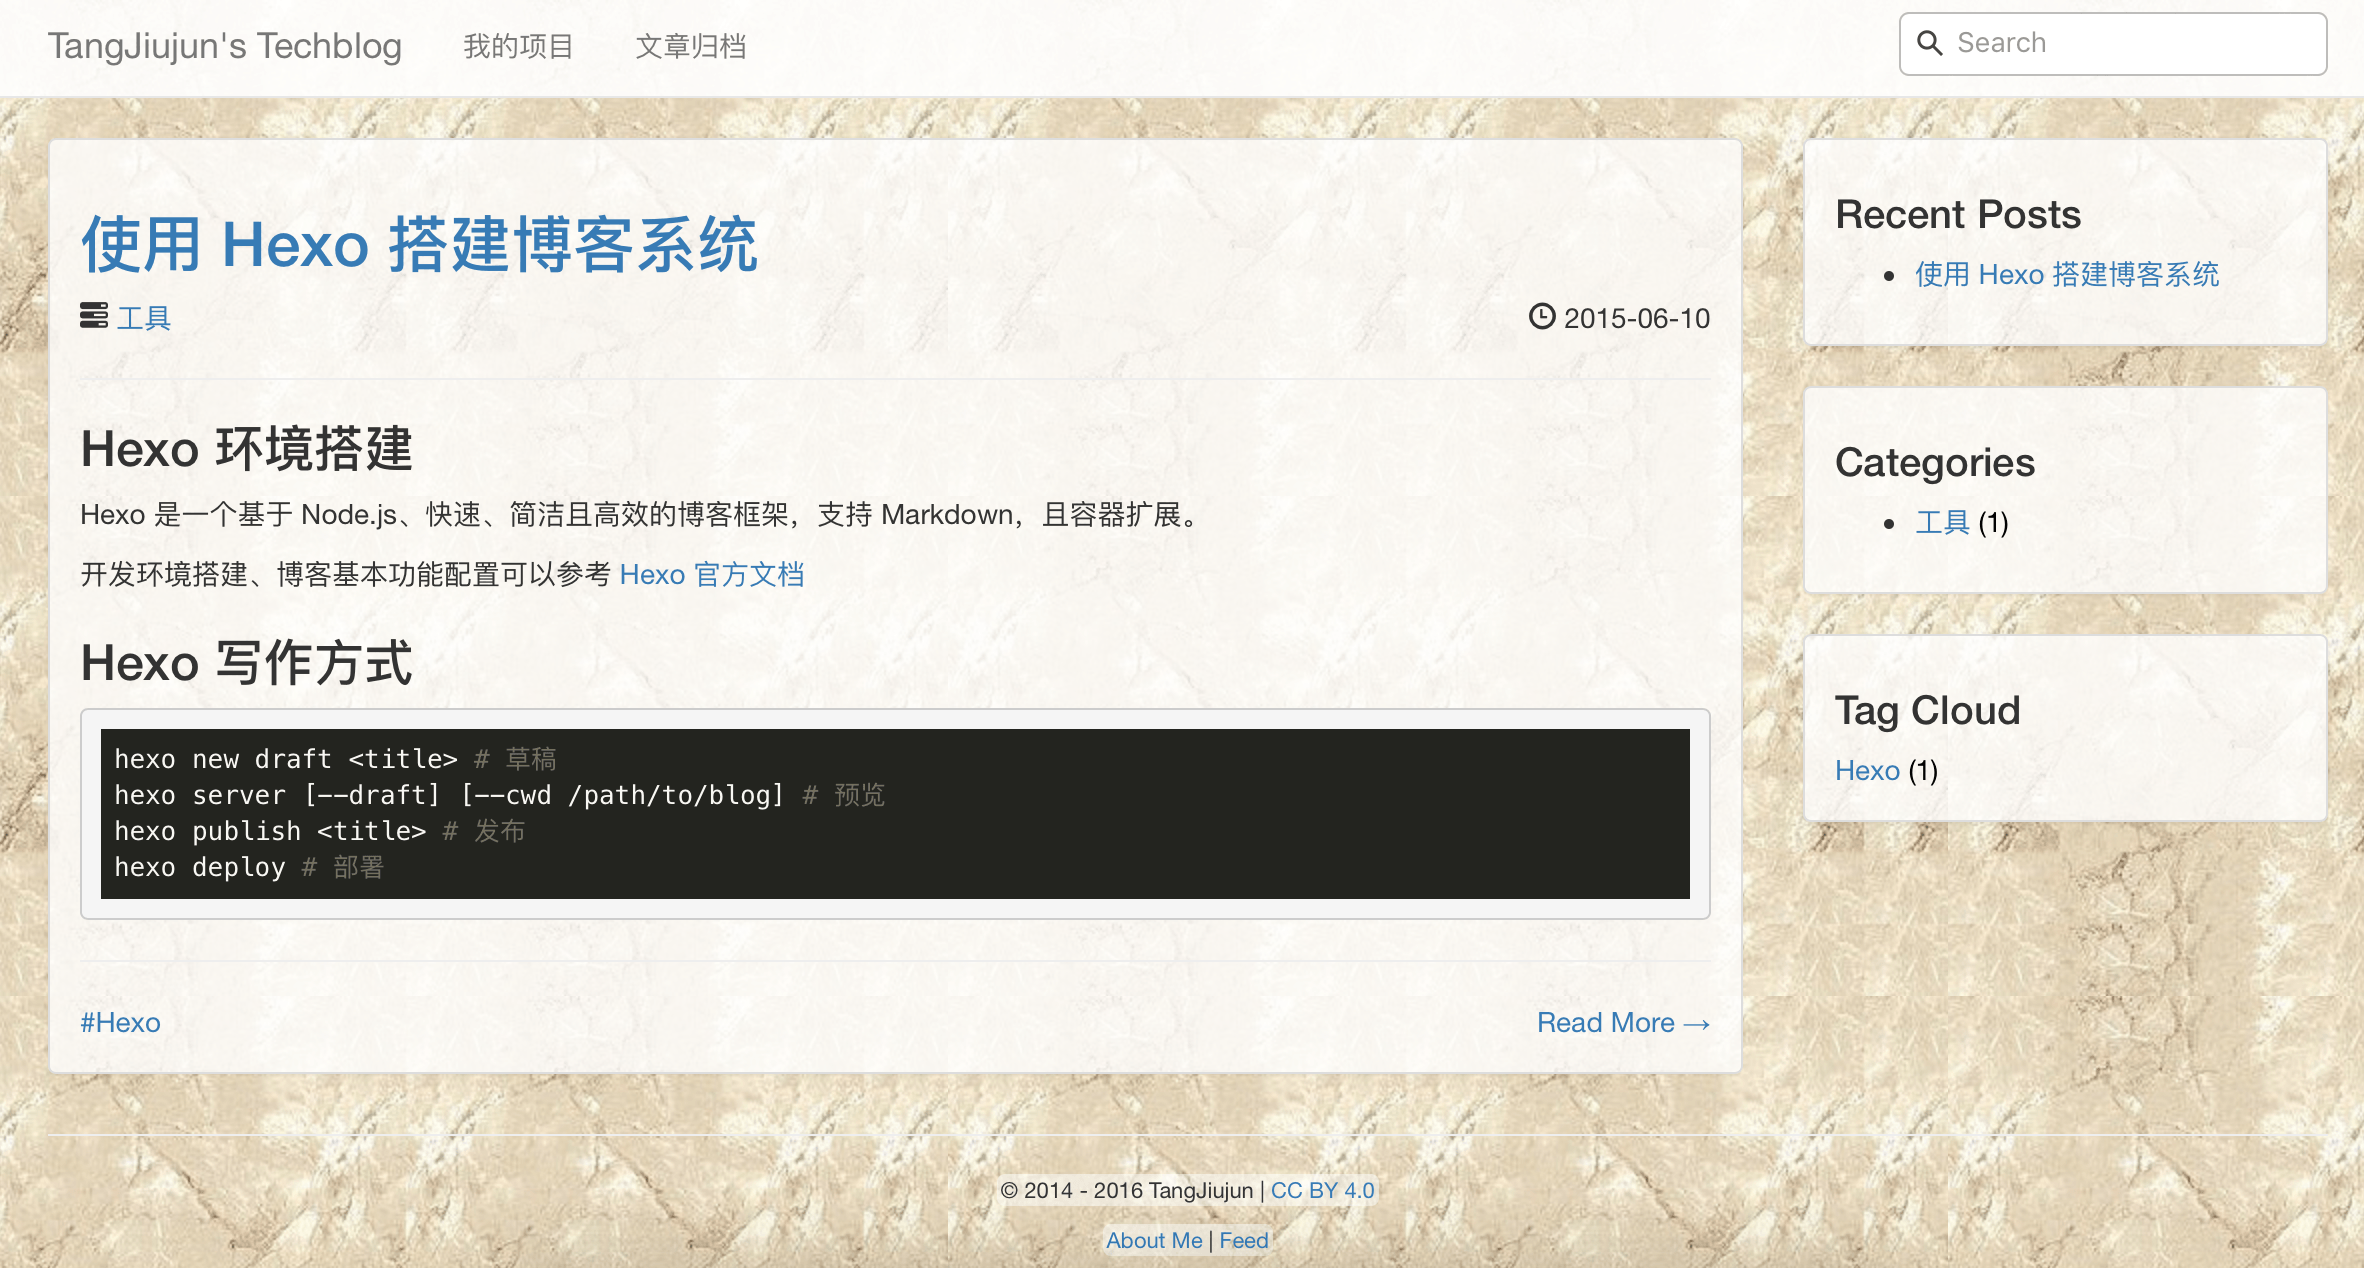 TangJiujun's Techblog 我的项目 文章归档 Search
使用 Hexo 搭建博客系统
工具 2015-06-10
Hexo 环境搭建
Hexo 是一个基于 Node.js、快速、简洁且高效的博客框架，支持 Markdown，且容器扩展。
开发环境搭建、博客基本功能配置可以参考 Hexo 官方文档
Hexo 写作方式
hexo new draft <title> # 草稿
hexo server [--draft] [--cwd /path/to/blog] # 预览
hexo publish <title> # 发布
hexo deploy # 部署
#Hexo Read More →
Recent Posts
使用 Hexo 搭建博客系统
Categories
工具 (1)
Tag Cloud
Hexo (1)
© 2014 - 2016 TangJiujun | CC BY 4.0
About Me | Feed